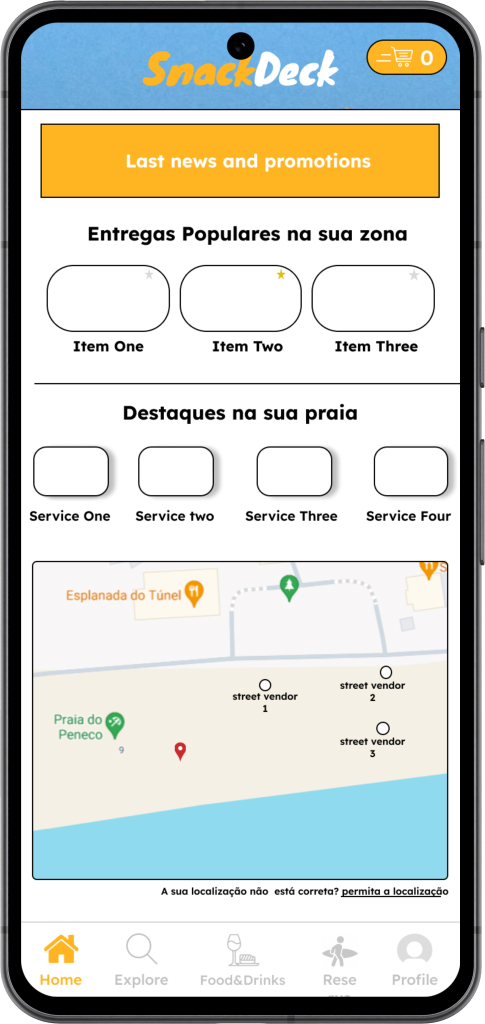 SnackDeck
0
Last news and promotions
Entregas Populares na sua zona
Item One
Item Two
Item Three
Destaques na sua praia
Service One
Service two
Service Three
Service Four
Esplanada do Túnel
S
street vendor
1
street vendor
2
Praia do
Peneco
9
street vendor
3
A sua localização não está correta? permita a localização
Home
Explore
Food&Drinks
Rese
Profile